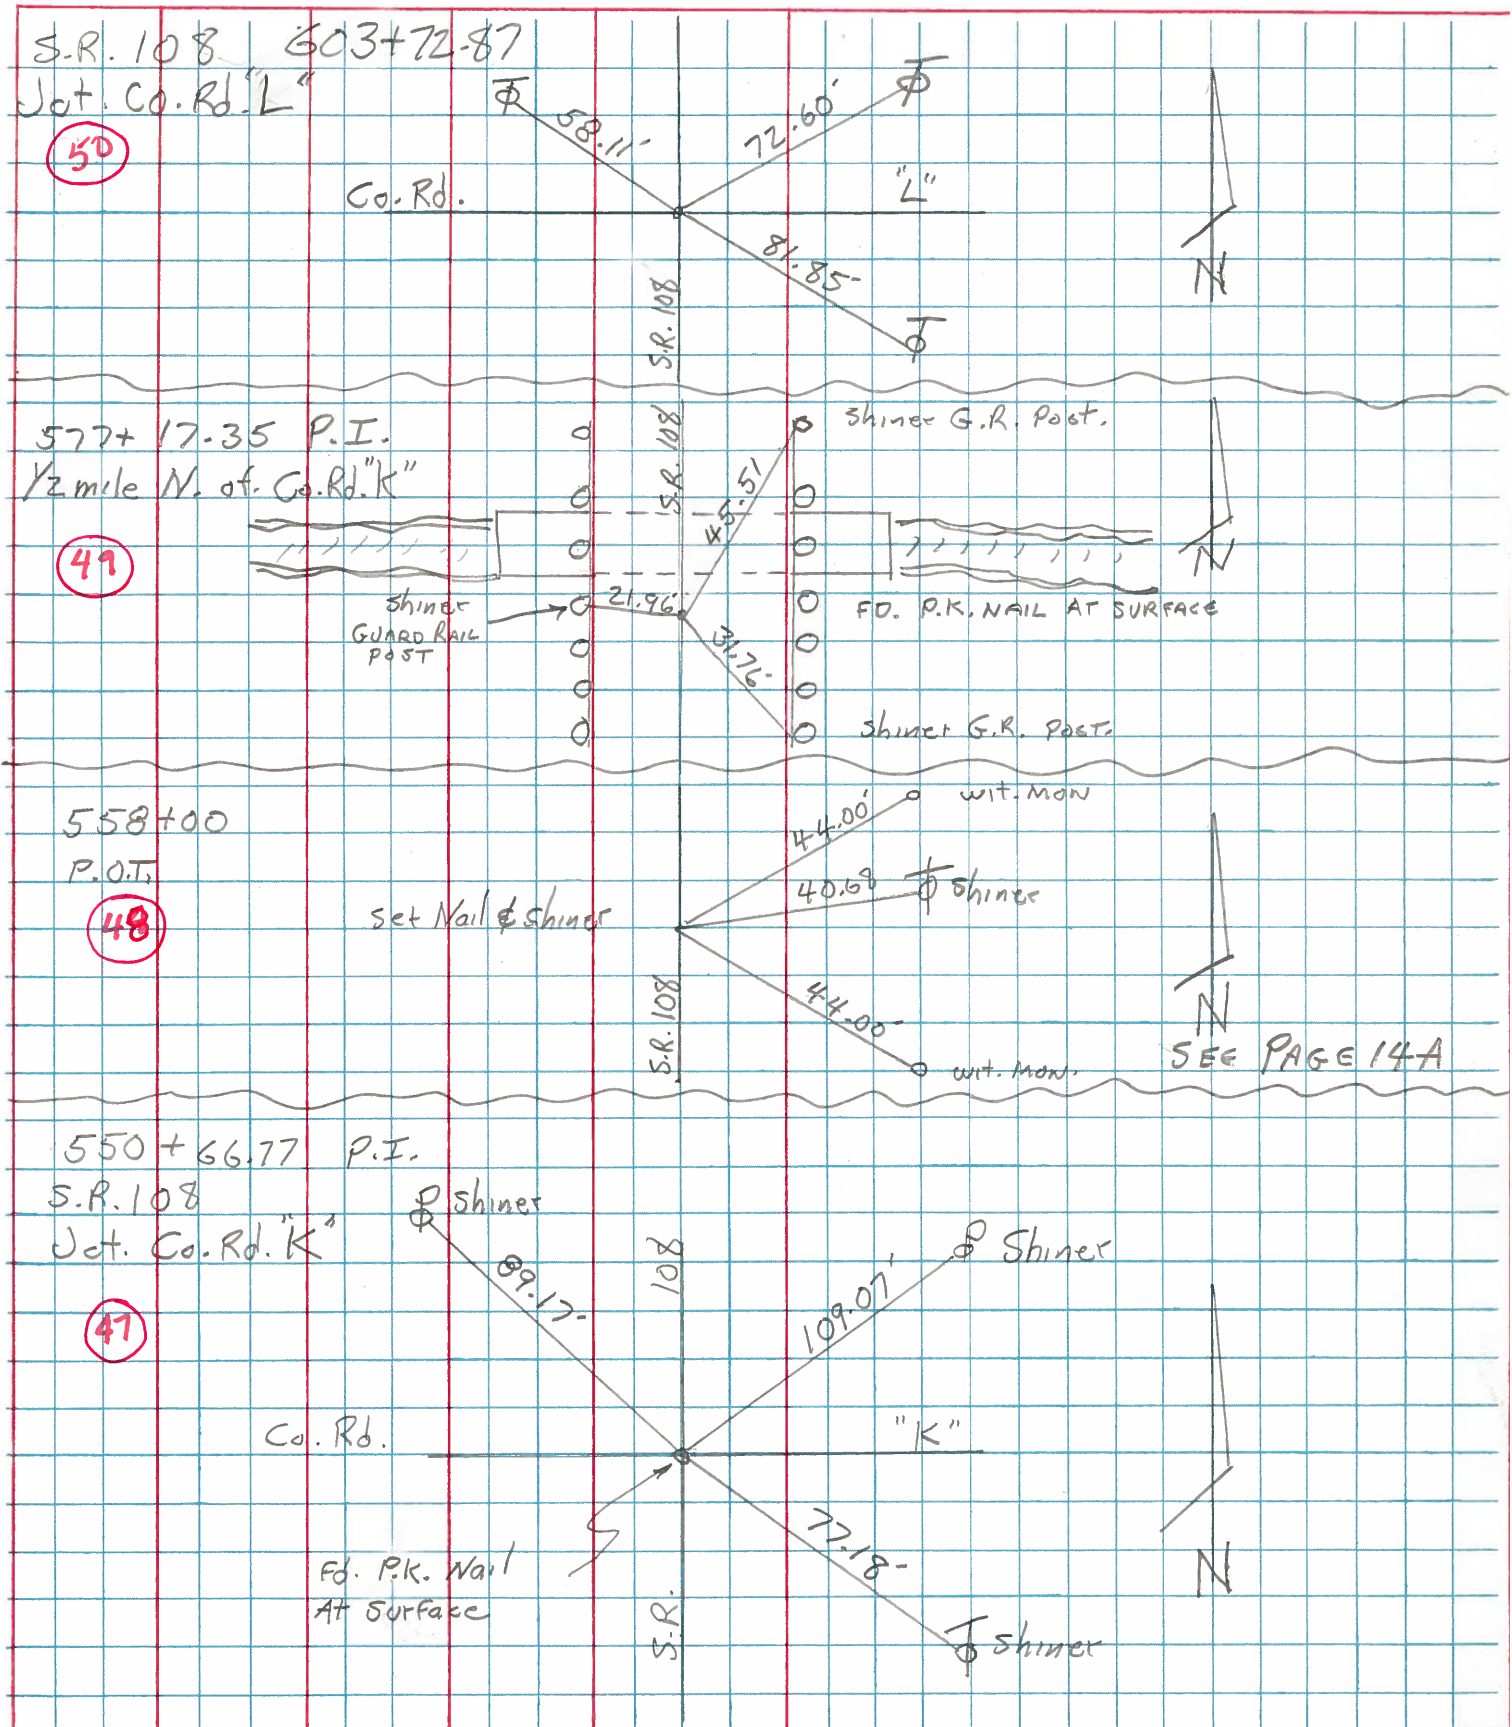 S.R. 108 603+72.87
Jct. Co. Rd. "L"
50
58.11'
72.60'
Co. Rd. "L"
81.85'
S.R. 108
N
577+17.35 P.I.
1/2 mile N. of. Co. Rd. "K"
49
S.R. 108
Shiner G.R. Post.
45.51
N
Shiner
GUARD RAIL
POST
21.96'
FD. P.K. NAIL AT SURFACE
31.76'
Shiner G.R. Post.
558+00
P.O.T.
48
44.00' wit. MON
40.68 Shiner
Set Nail & Shiner
44.00'
wit. MON.
S.R. 108
N
SEE PAGE 14-A
550+66.77 P.I.
S.R. 108
Jct. Co. Rd. "K"
47
Shiner
89.17'
109.07'
Shiner
Co. Rd. "K"
Fd. P.K. Nail
At Surface
77.18'
Shiner
S.R. 108
N